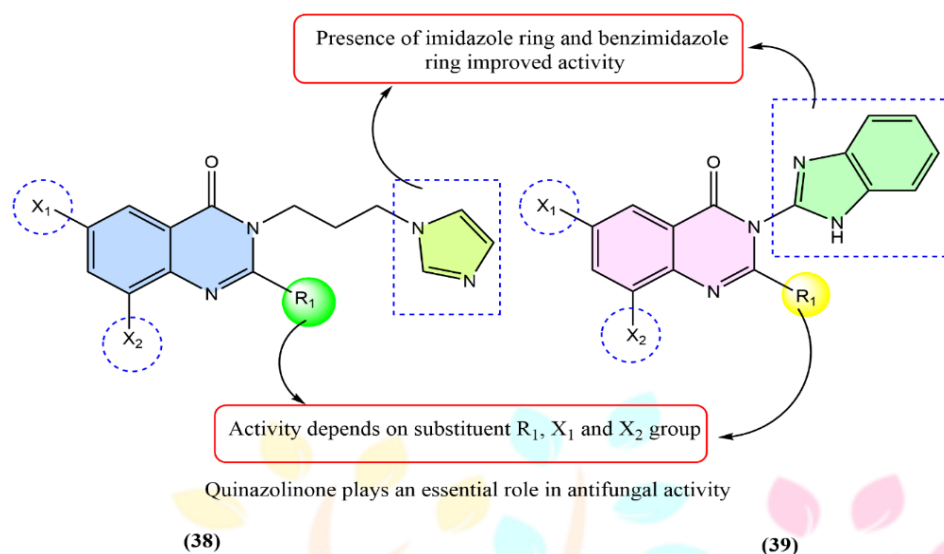 Presence of imidazole ring and benzimidazole
ring improved activity
O
X₁
N
N
N
N
R₁
X₂
O
X₁
N
N
N
N
H
R₁
X₂
Activity depends on substituent R₁, X₁ and X₂ group
Quinazolinone plays an essential role in antifungal activity
(38)
(39)